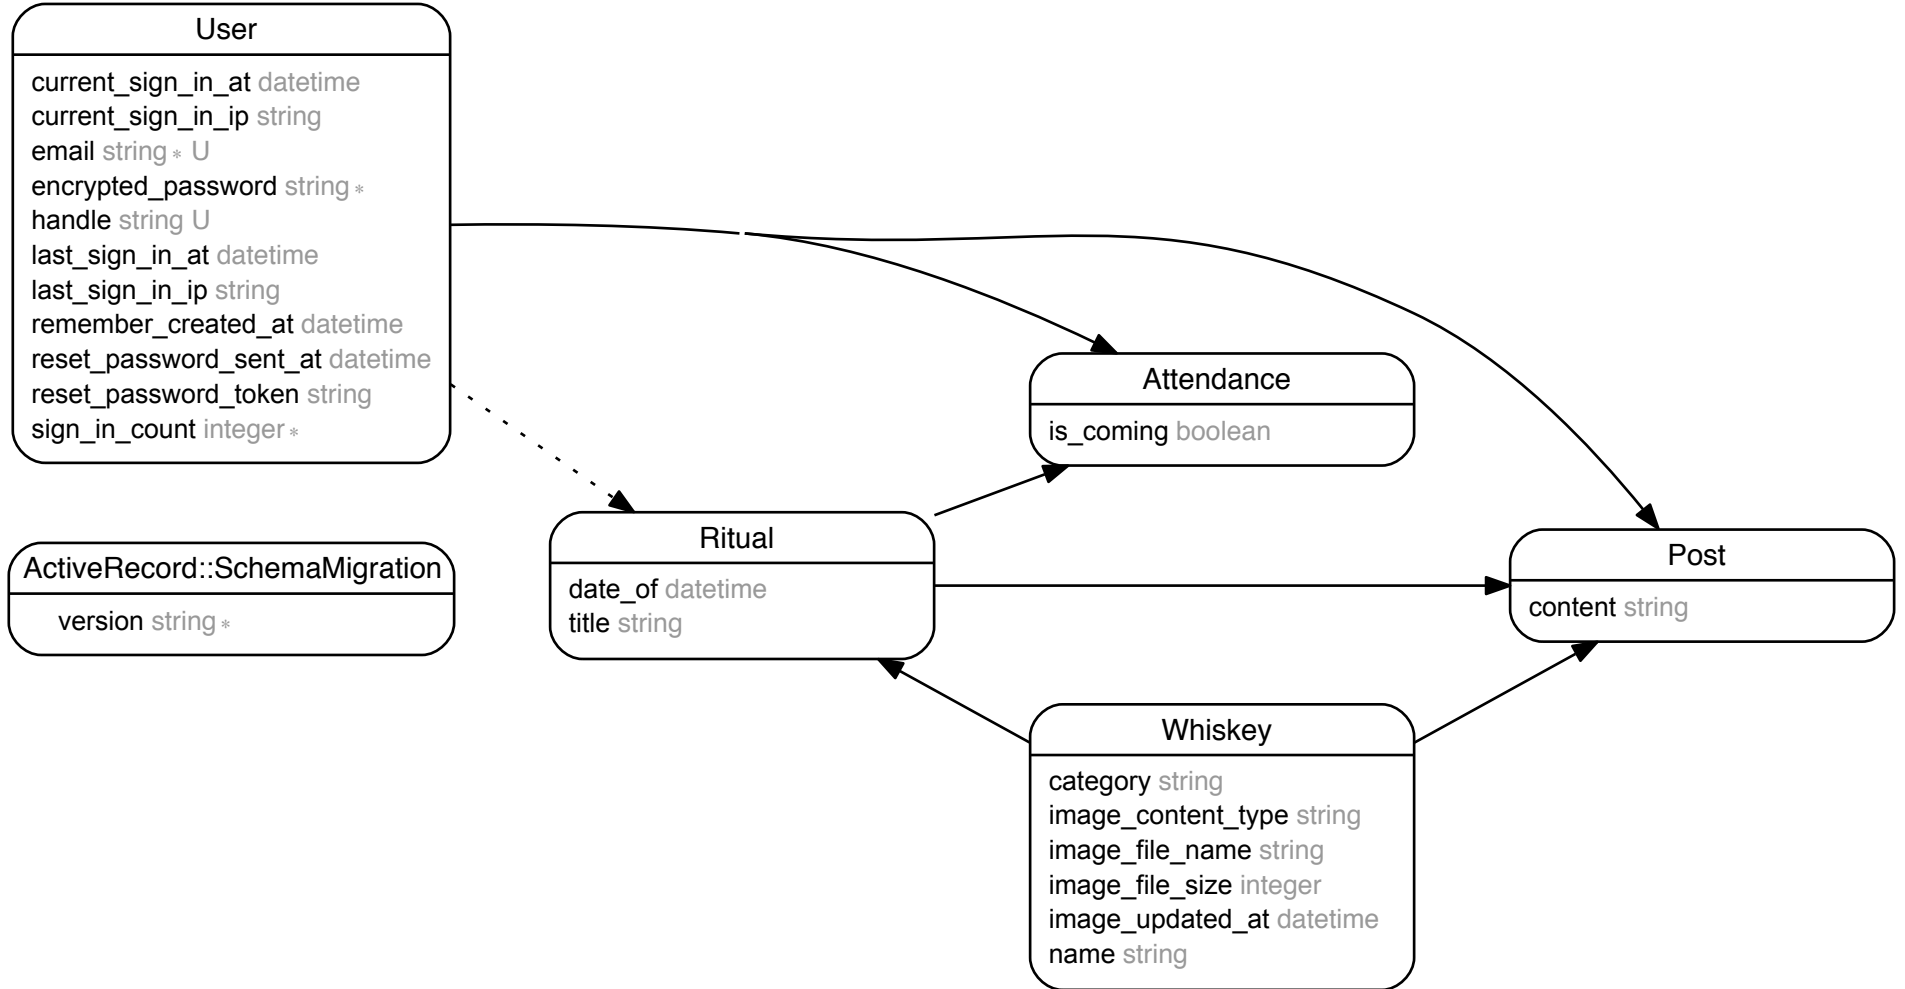 User
current_sign_in_at datetime
current_sign_in_ip string
email string * U
encrypted_password string *
handle string U
last_sign_in_at datetime
last_sign_in_ip string
remember_created_at datetime
reset_password_sent_at datetime
reset_password_token string
sign_in_count integer *
Attendance
is_coming boolean
Ritual
date_of datetime
title string
Post
content string
ActiveRecord::SchemaMigration
version string *
Whiskey
category string
image_content_type string
image_file_name string
image_file_size integer
image_updated_at datetime
name string